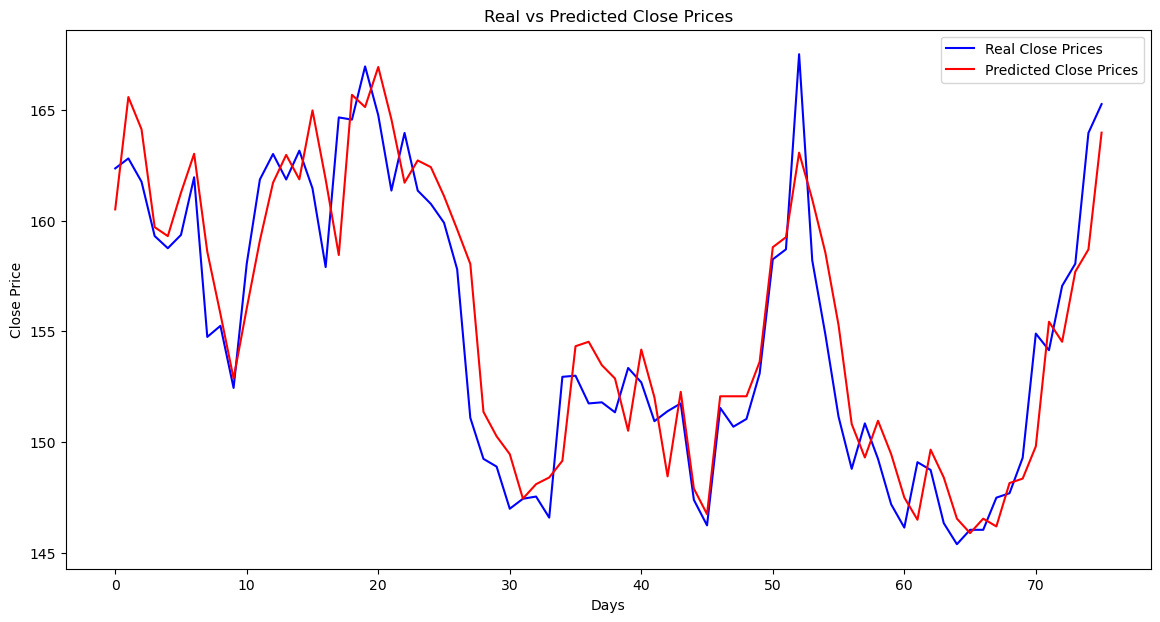 Real vs Predicted Close Prices
Real Close Prices
Predicted Close Prices
Close Price
165
160
155
150
145
0 10 20 30 40 50 60 70
Days